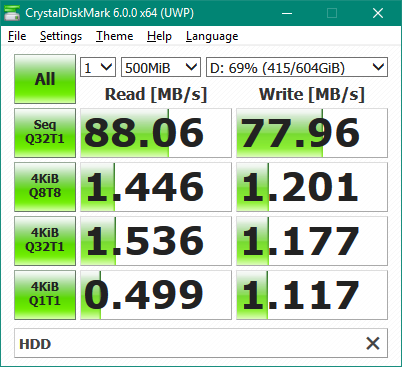 CrystalDiskMark 6.0.0 x64 (UWP)
File Settings Theme Help Language
All 1 500MiB D: 69% (415/604GiB)
Read [MB/s] Write [MB/s]
Seq
Q32T1 88.06 77.96
4KiB
Q8T8 1.446 1.201
4KiB
Q32T1 1.536 1.177
4KiB
Q1T1 0.499 1.117
HDD